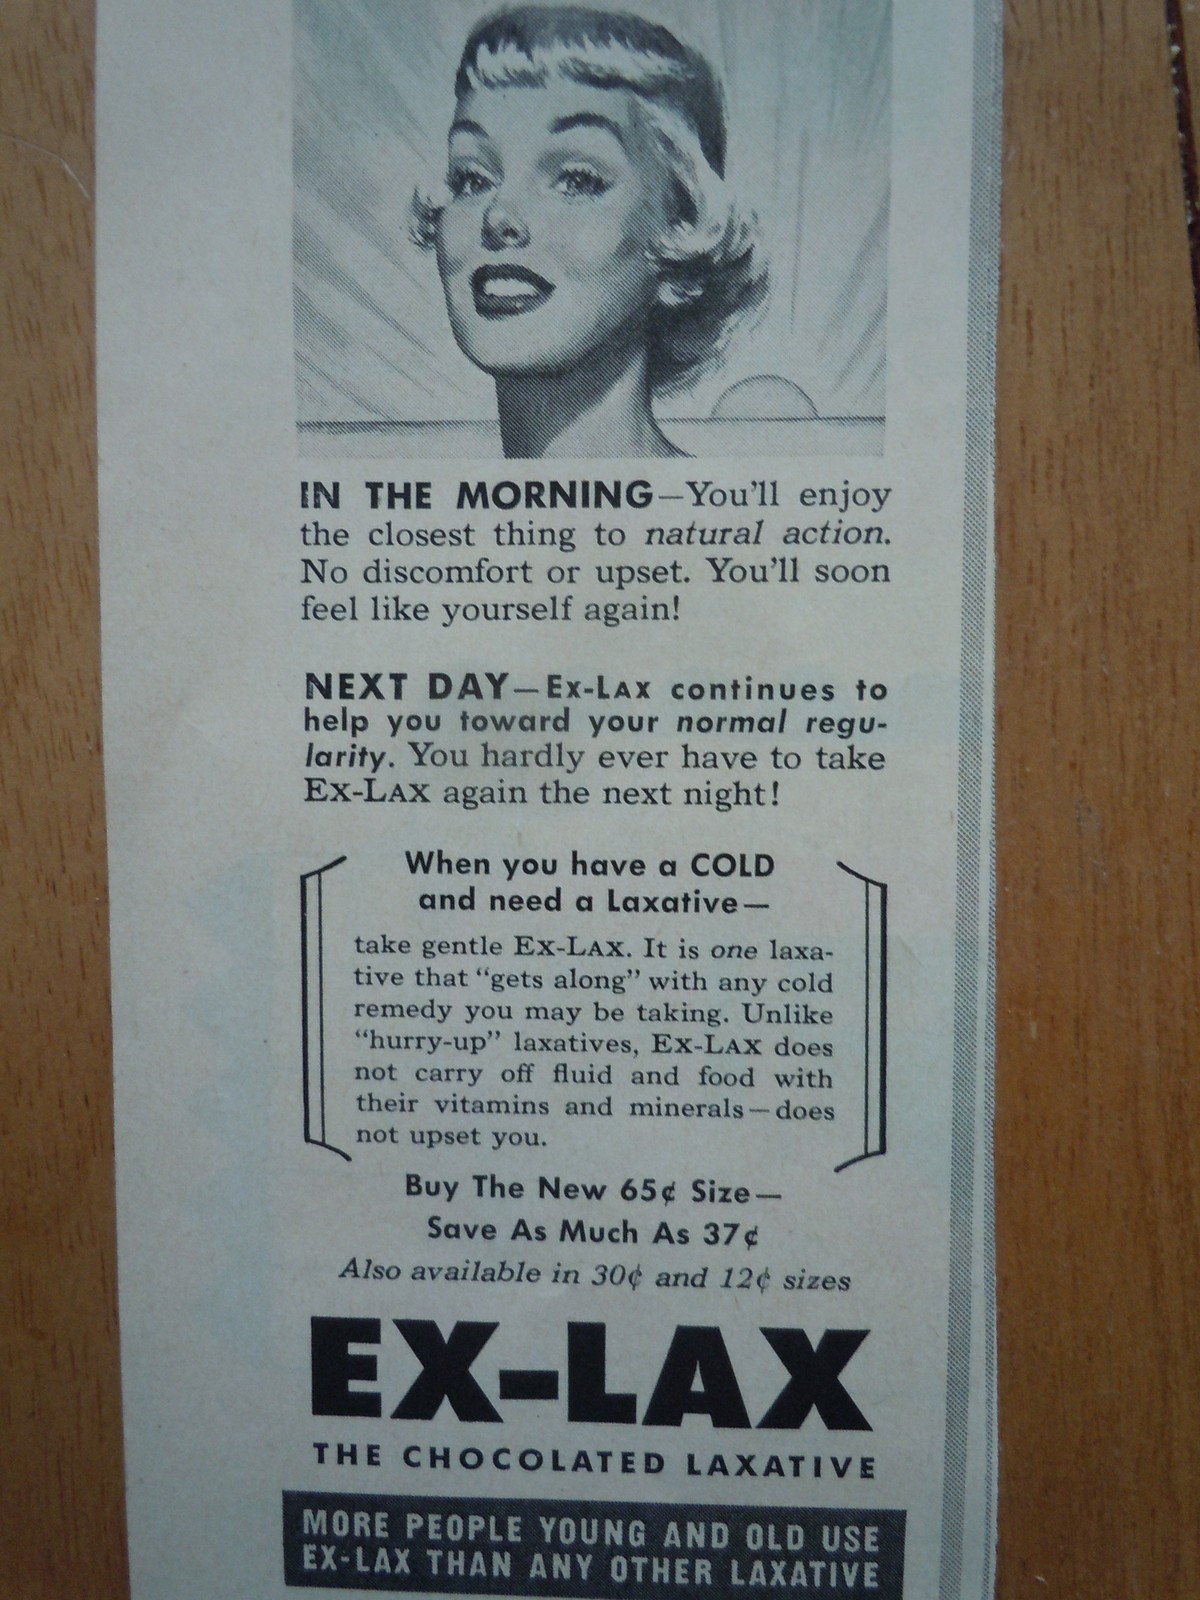 IN THE MORNING—You'll enjoy
the closest thing to natural action.
No discomfort or upset. You'll soon
feel like yourself again!
NEXT DAY—EX-LAX continues to
help you toward your normal regu-
larity. You hardly ever have to take
EX-LAX again the next night!
When you have a COLD
and need a Laxative—
take gentle EX-LAX. It is one laxa-
tive that "gets along" with any cold
remedy you may be taking. Unlike
"hurry-up" laxatives, EX-LAX does
not carry off fluid and food with
their vitamins and minerals—does
not upset you.
Buy The New 65¢ Size—
Save As Much As 37¢
Also available in 30¢ and 12¢ sizes
EX-LAX
THE CHOCOLATED LAXATIVE
MORE PEOPLE YOUNG AND OLD USE
EX-LAX THAN ANY OTHER LAXATIVE